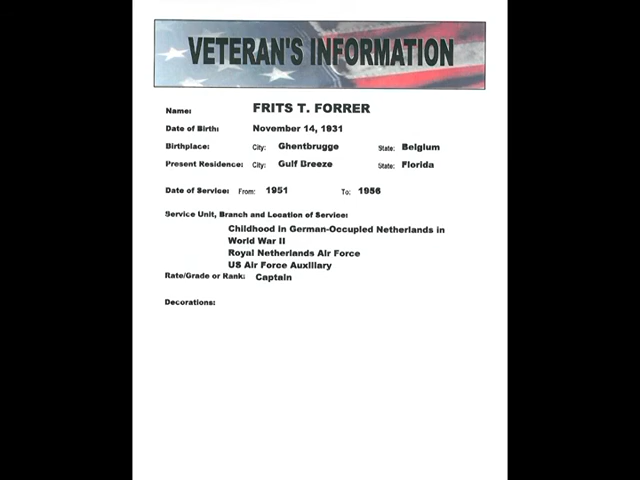 VETERAN'S INFORMATION
Name: FRITS T. FORRER
Date of Birth: November 14, 1931
Birthplace: City: Ghentbrugge State: Belgium
Present Residence: City: Gulf Breeze State: Florida
Date of Service: From: 1951 To: 1956
Service Unit, Branch and Location of Service:
Childhood in German-Occupied Netherlands in
World War II
Royal Netherlands Air Force
US Air Force Auxiliary
Rate/Grade or Rank: Captain
Decorations: